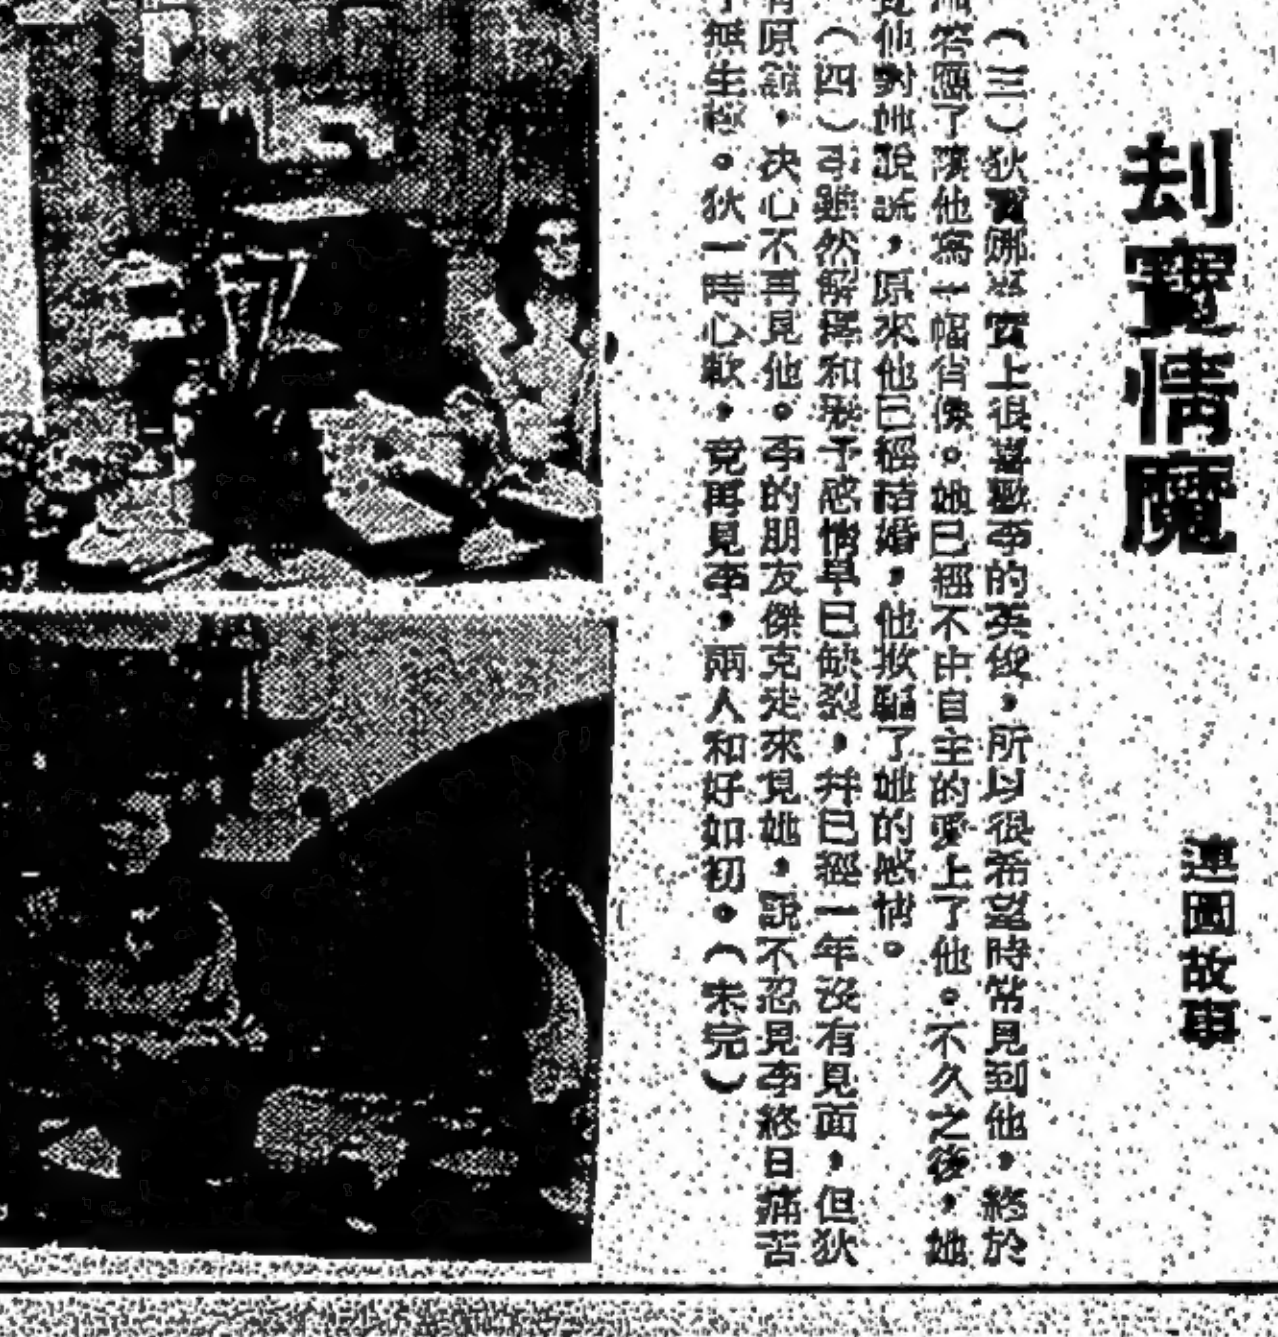 刦寶情魔
連圖故事
（三）狄寶娜其實上很喜歡李的英俊，所以很希望時常見到他，終於
答應了讓他寫一幅肖像。她已經不由自主的愛上了他。不久之後，她
他對妻說謊，原來他已經結婚，他欺騙了她的感情。
（四）李雖然解釋和妻子感情早已缺裂，幷已經一年沒有見面，但狄
原諒，决心不再見他。李的朋友傑克走來見她，說不忍見李終日痛苦
無生趣。狄一時心軟，竟再見李，兩人和好如初。（未完）